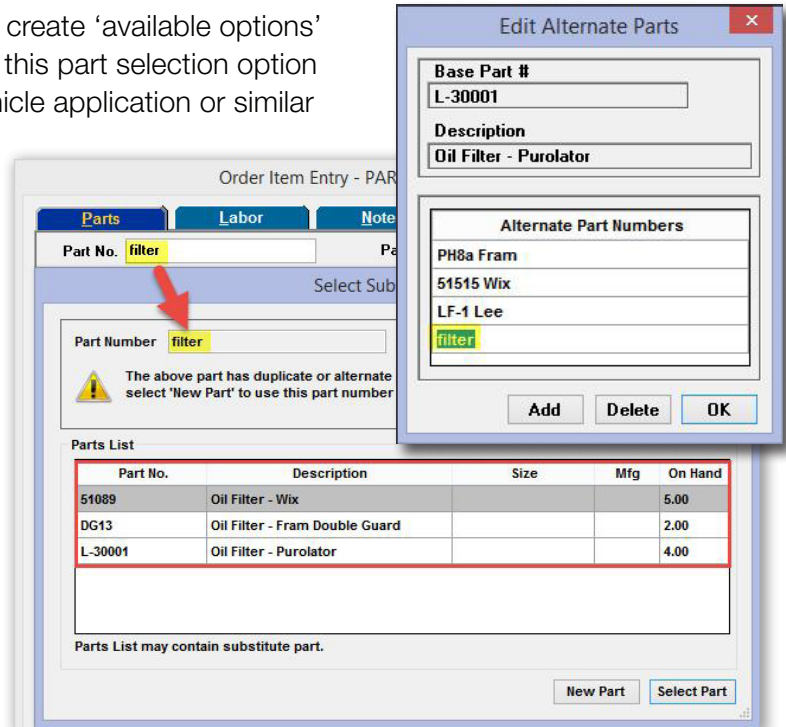 create ‘available options’
this part selection option
icle application or similar
Edit Alternate Parts
Base Part #
L-30001
Description
Oil Filter - Purolator
Alternate Part Numbers
PH8a Fram
51515 Wix
LF-1 Lee
filter
Add Delete OK
Order Item Entry - PAR
Parts Labor Note
Part No. filter Pa
Select Sub
Part Number filter
The above part has duplicate or alternate
select 'New Part' to use this part number
Parts List
Part No. Description Size Mfg On Hand
51089 Oil Filter - Wix 5.00
DG13 Oil Filter - Fram Double Guard 2.00
L-30001 Oil Filter - Purolator 4.00
Parts List may contain substitute part.
New Part Select Part